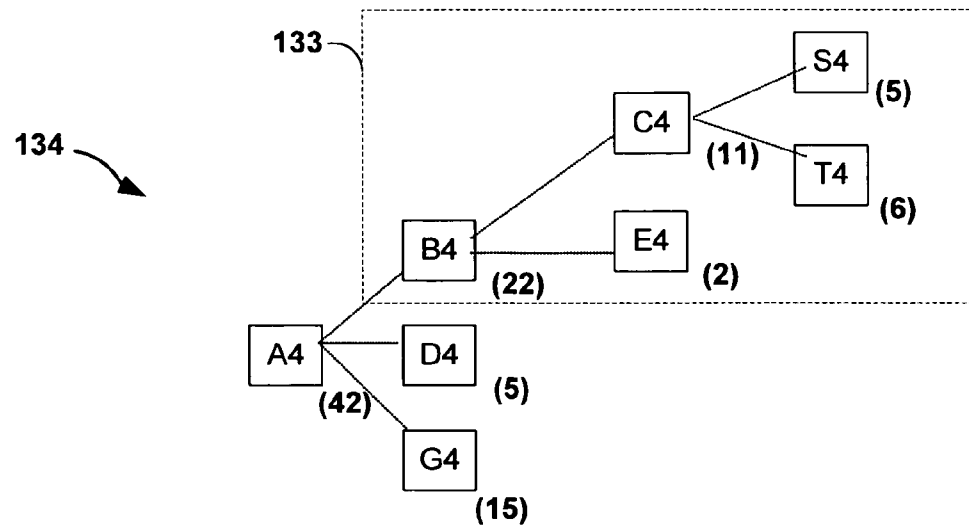 133
S4
(5)
C4
(11)
134
T4
(6)
B4
(22)
E4
(2)
A4
(42)
D4
(5)
G4
(15)